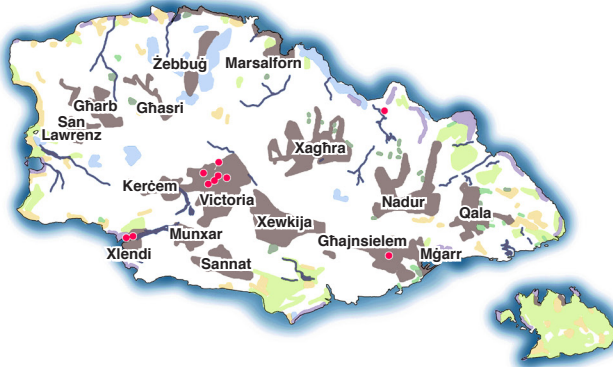 Żebbuġ
Marsalforn
Għarb
Għasri
San
Lawrenz
Xagħra
Kerċem
Victoria
Nadur
Qala
Xewkija
Munxar
Għajnsielem
Xlendi
Sannat
Mġarr